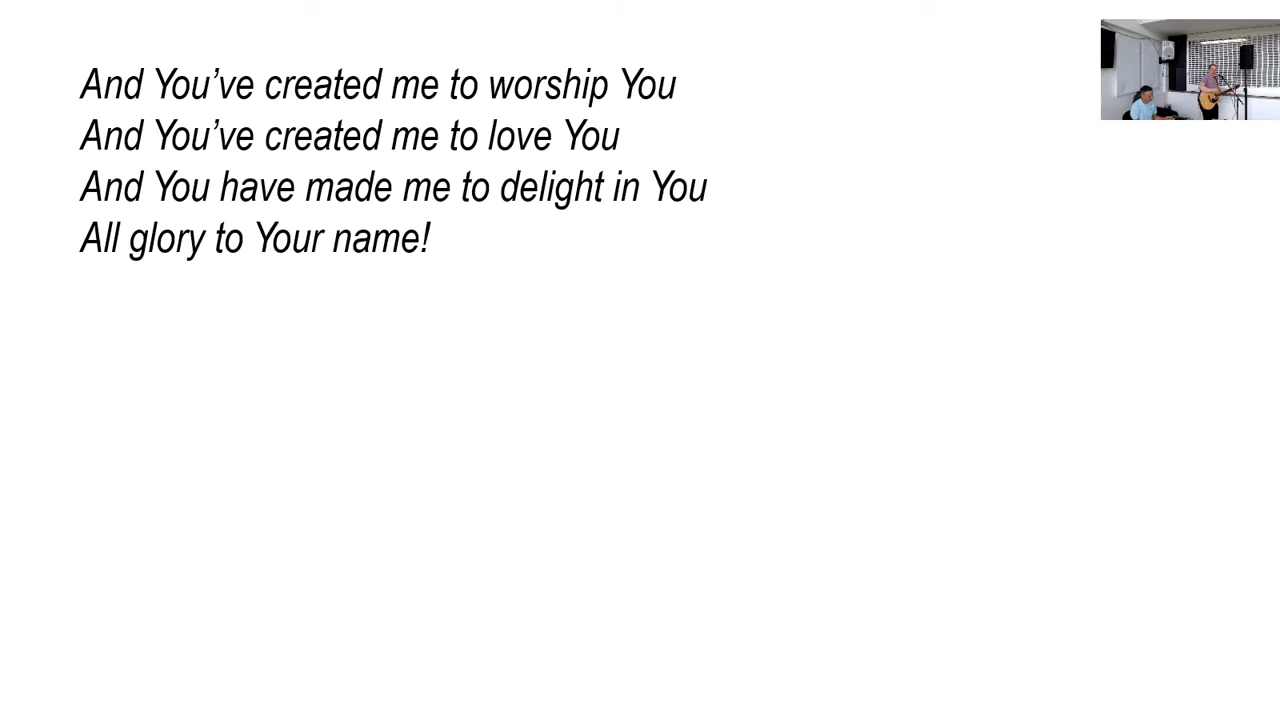 And You’ve created me to worship You
And You’ve created me to love You
And You have made me to delight in You
All glory to Your name!